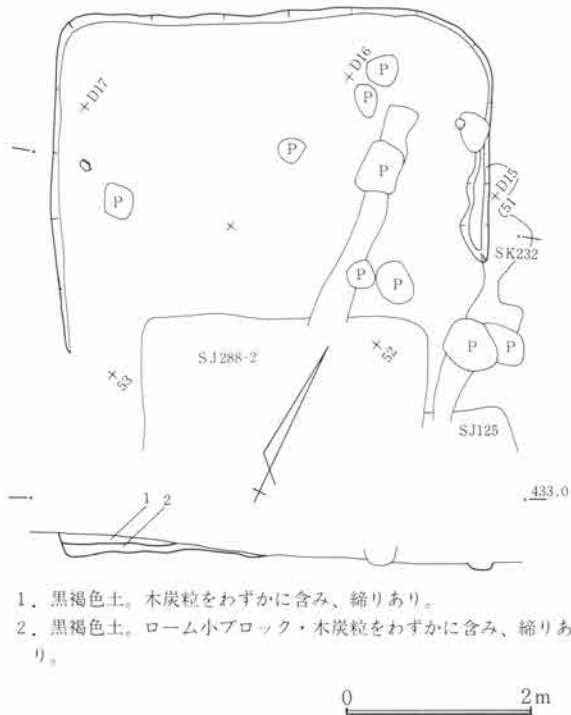 D16
P
P
D17
P
P
D15
(51
P
SK232
P
P
P
P
SJ288-2
52
53
SJ125
433.0
1 2
1. 黒褐色土。木炭粒をわずかに含み、締りあり。
2. 黒褐色土。ローム小ブロック・木炭粒をわずかに含み、締りあ
り。
0 2m